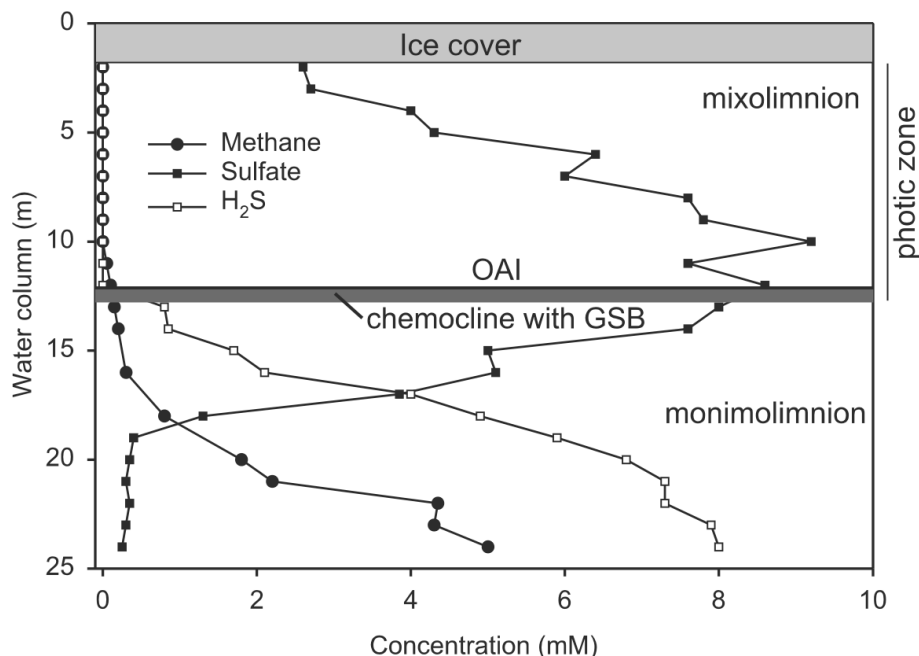 0
Ice cover
mixolimnion
photic zone
5
Methane
Sulfate
H₂S
10
OAI
chemocline with GSB
15
monimolimnion
20
25
Water column (m)
0 2 4 6 8 10
Concentration (mM)